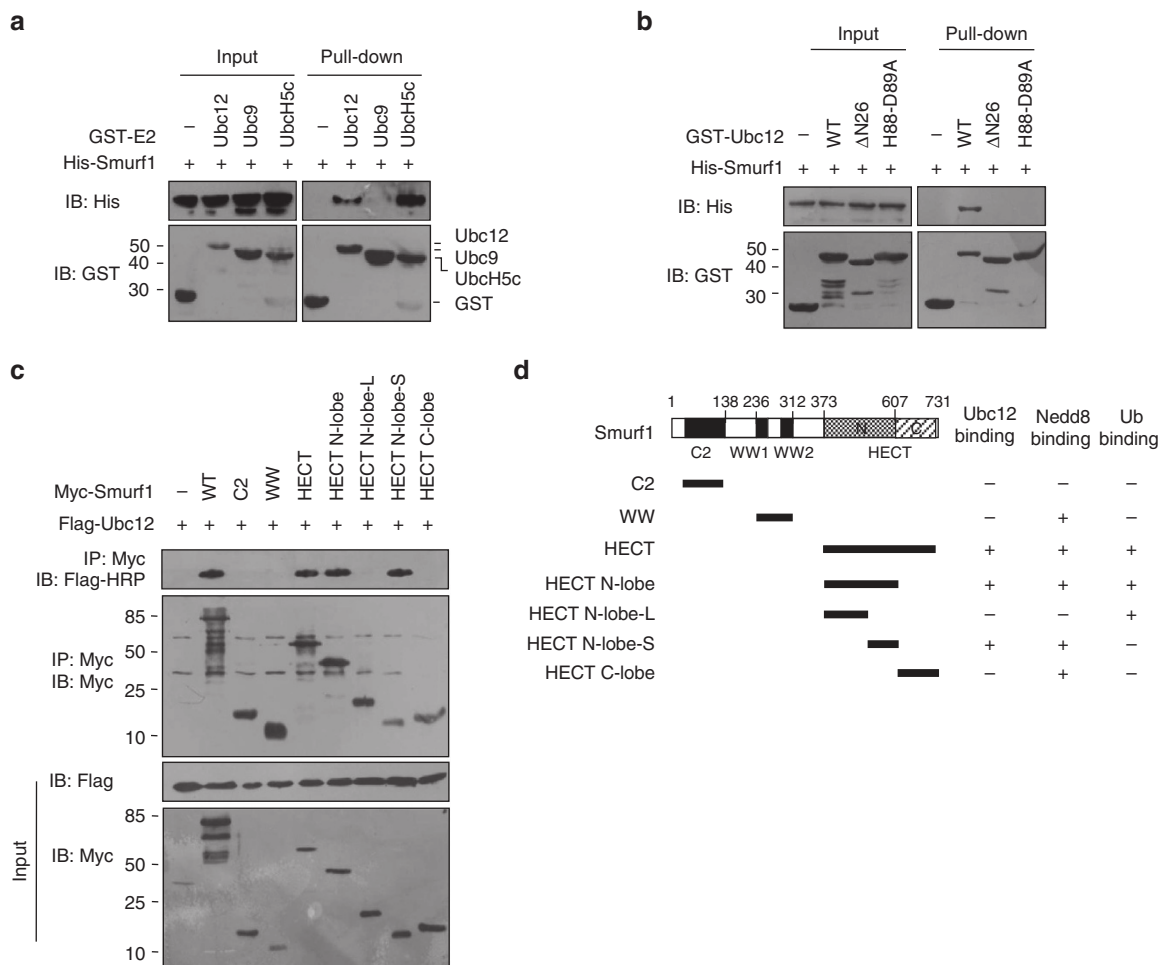 a
Input Pull-down
GST-E2 – Ubc12 Ubc9 UbcH5c – Ubc12 Ubc9 UbcH5c
His-Smurf1 + + + + + + + +
IB: His
IB: GST
50
40
30
Ubc12
Ubc9
UbcH5c
GST
b
Input Pull-down
GST-Ubc12 – WT ΔN26 H88-D89A – WT ΔN26 H88-D89A
His-Smurf1 + + + + + + + +
IB: His
IB: GST
50
40
30
c
Myc-Smurf1 – WT C2 WW HECT HECT N-lobe HECT N-lobe-L HECT N-lobe-S HECT C-lobe
Flag-Ubc12 + + + + + + + + +
IP: Myc
IB: Flag-HRP
85
50
25
10
IP: Myc
IB: Myc
Input
IB: Flag
IB: Myc
85
50
25
10
d
1 138 236 312 373 607 731
Smurf1 N C
C2 WW1 WW2 HECT
Ubc12 binding
Nedd8 binding
Ub binding
C2 – – –
WW – + –
HECT + + +
HECT N-lobe + + +
HECT N-lobe-L – – +
HECT N-lobe-S + + –
HECT C-lobe – + –